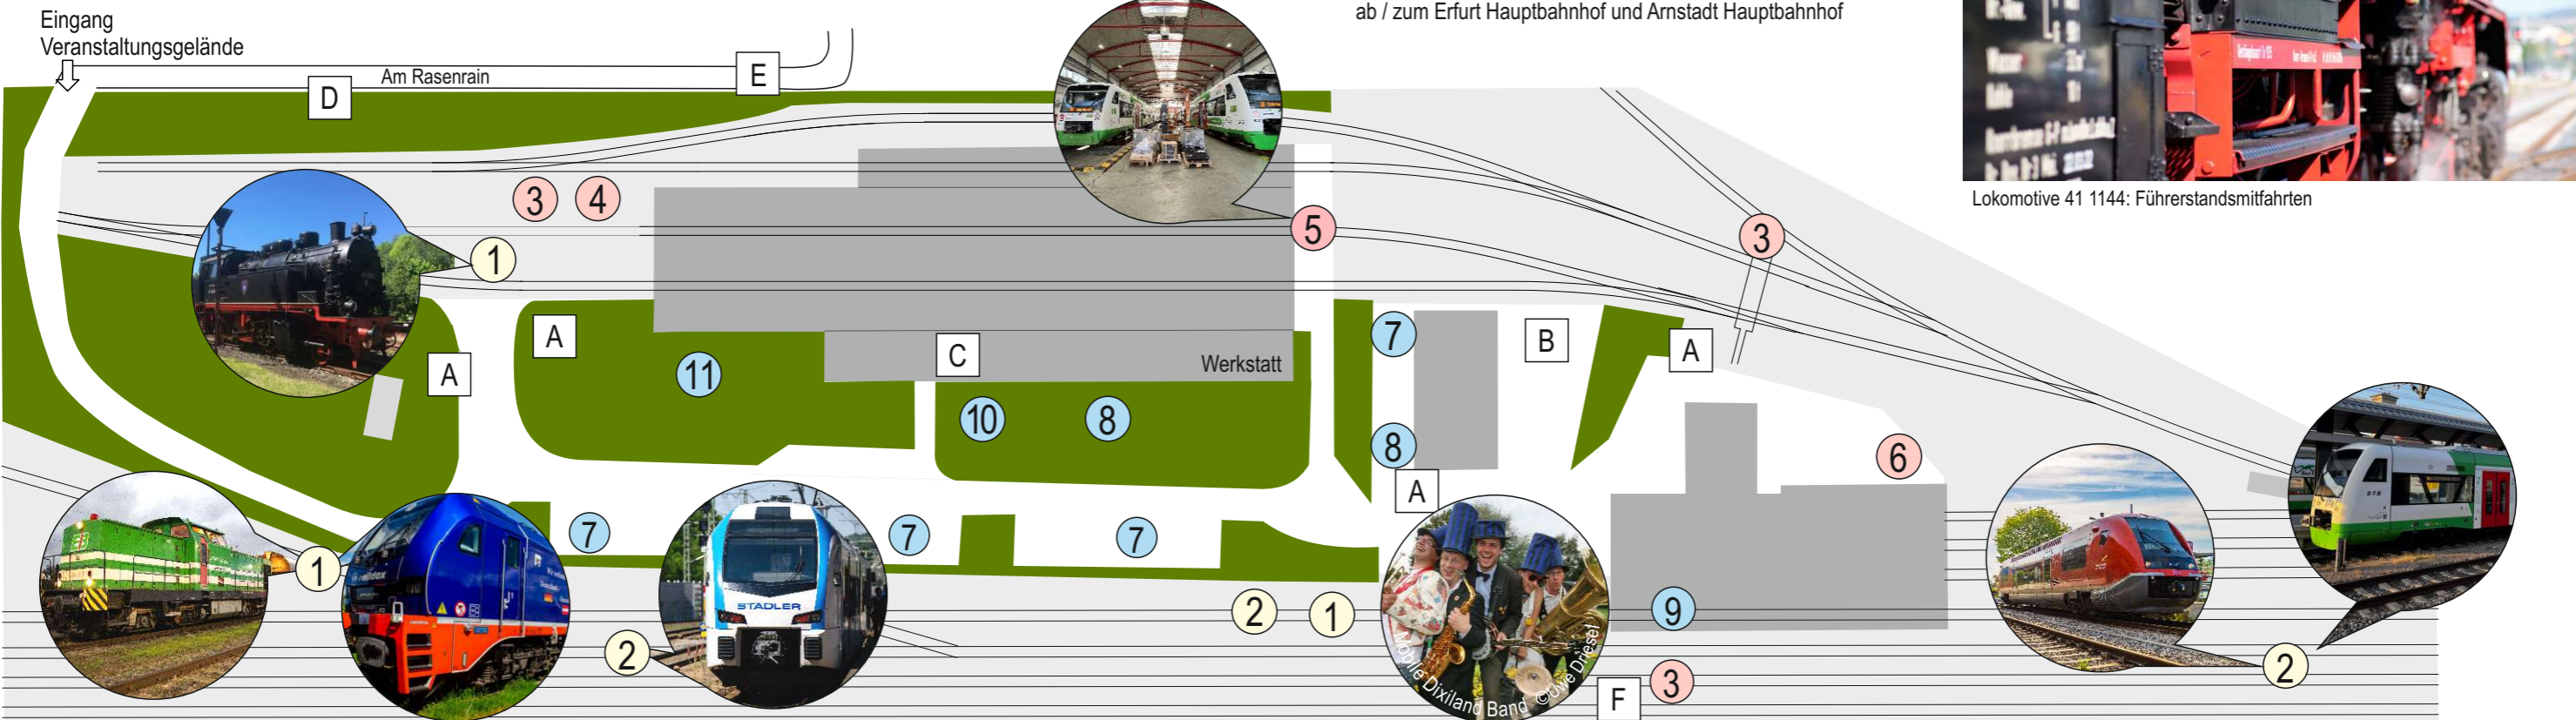 Eingang
Veranstaltungsgelände
ab / zum Erfurt Hauptbahnhof und Arnstadt Hauptbahnhof
Am Rasenrain
E
D
Lokomotive 41 1144: Führerstandsmitfahrten
3
4
5
3
1
A
A
C
Werkstatt
11
10
8
7
8
A
B
A
6
7
7
7
1
2
STADLER
2
1
9
2
Mobile Dixiland Band ©Uwe Driesel
F
3